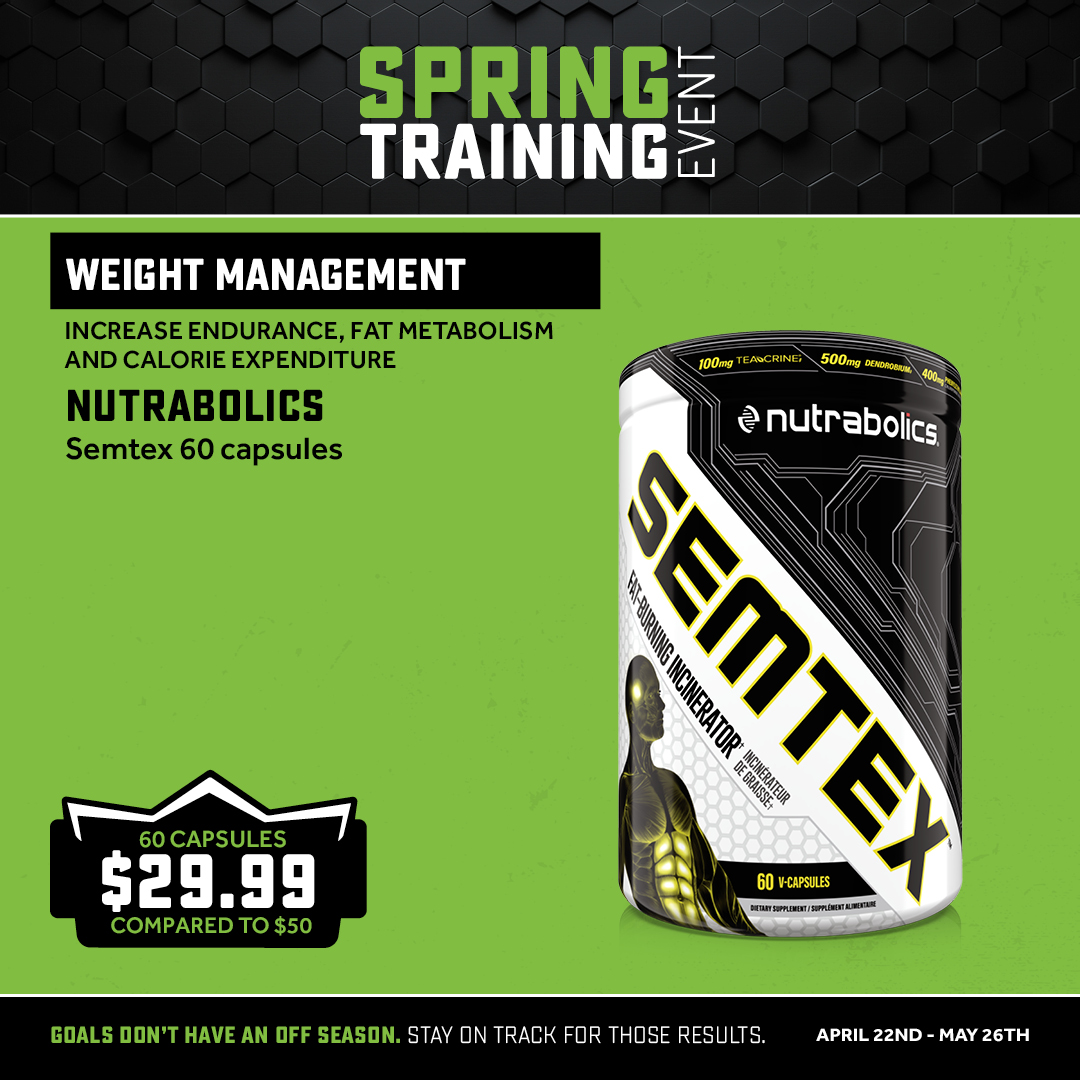 SPRING
TRAINING
EVENT
WEIGHT MANAGEMENT
INCREASE ENDURANCE, FAT METABOLISM
AND CALORIE EXPENDITURE
NUTRABOLICS
Semtex 60 capsules
100mg TEACRINE
500mg DENDROBIUM
400mg
nutrabolics.
SEMTEX™
FAT-BURNING INCINERATOR†
INCINÉRATEUR
DE GRAISSE†
60 V-CAPSULES
DIETARY SUPPLEMENT / SUPPLÉMENT ALIMENTAIRE
60 CAPSULES
$29.99
COMPARED TO $50
GOALS DON'T HAVE AN OFF SEASON. STAY ON TRACK FOR THOSE RESULTS.
APRIL 22ND - MAY 26TH